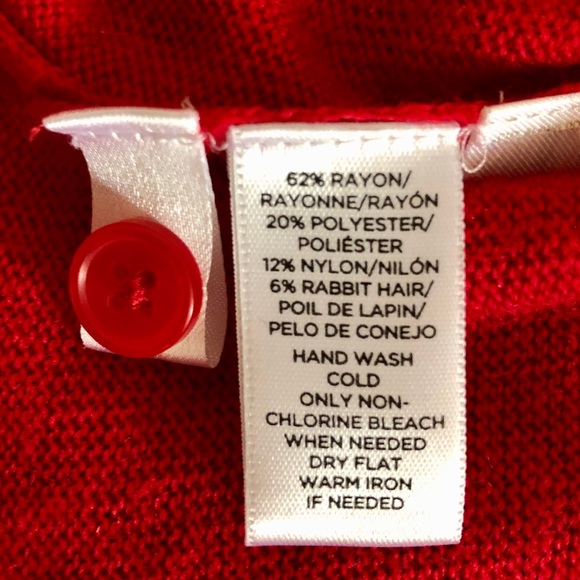 62% RAYON/
RAYONNE/RAYÓN
20% POLYESTER/
POLIÉSTER
12% NYLON/NILÓN
6% RABBIT HAIR/
POIL DE LAPIN/
PELO DE CONEJO
HAND WASH
COLD
ONLY NON-
CHLORINE BLEACH
WHEN NEEDED
DRY FLAT
WARM IRON
IF NEEDED